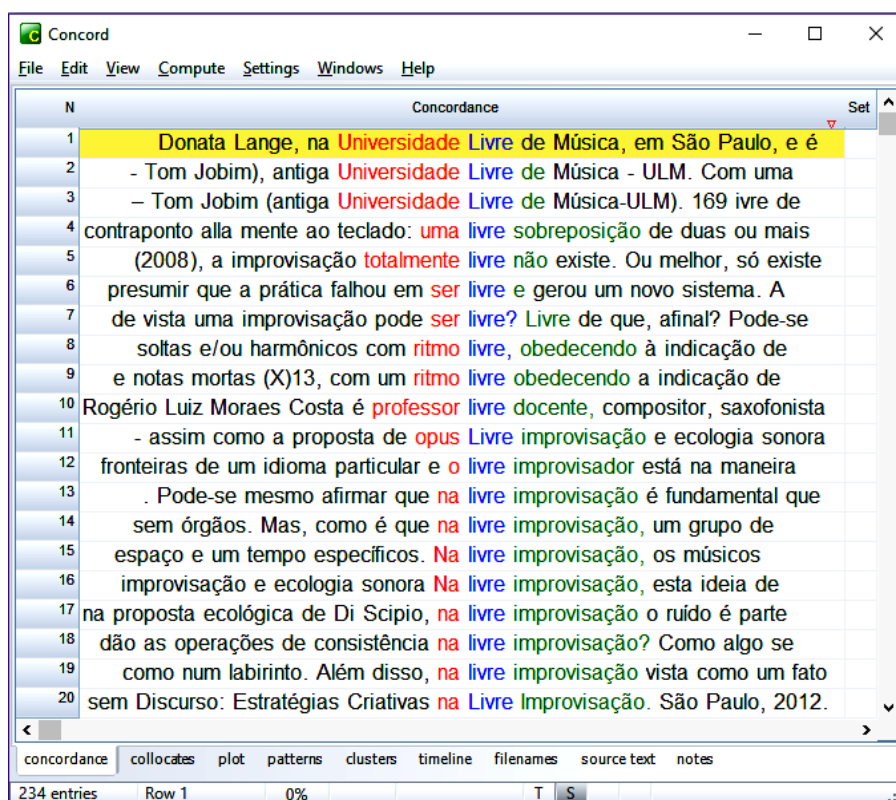 Concord
File Edit View Compute Settings Windows Help
N Concordance Set
1 Donata Lange, na Universidade Livre de Música, em São Paulo, e é
2 - Tom Jobim), antiga Universidade Livre de Música - ULM. Com uma
3 – Tom Jobim (antiga Universidade Livre de Música-ULM). 169 ivre de
4 contraponto alla mente ao teclado: uma livre sobreposição de duas ou mais
5 (2008), a improvisação totalmente livre não existe. Ou melhor, só existe
6 presumir que a prática falhou em ser livre e gerou um novo sistema. A
7 de vista uma improvisação pode ser livre? Livre de que, afinal? Pode-se
8 soltas e/ou harmônicos com ritmo livre, obedecendo à indicação de
9 e notas mortas (X)13, com um ritmo livre obedecendo a indicação de
10 Rogério Luiz Moraes Costa é professor livre docente, compositor, saxofonista
11 - assim como a proposta de opus Livre improvisação e ecologia sonora
12 fronteiras de um idioma particular e o livre improvisador está na maneira
13 . Pode-se mesmo afirmar que na livre improvisação é fundamental que
14 sem órgãos. Mas, como é que na livre improvisação, um grupo de
15 espaço e um tempo específicos. Na livre improvisação, os músicos
16 improvisação e ecologia sonora Na livre improvisação, esta ideia de
17 na proposta ecológica de Di Scipio, na livre improvisação o ruído é parte
18 dão as operações de consistência na livre improvisação? Como algo se
19 como num labirinto. Além disso, na livre improvisação vista como um fato
20 sem Discurso: Estratégias Criativas na Livre Improvisação. São Paulo, 2012.
concordance collocates plot patterns clusters timeline filenames source text notes
234 entries Row 1 0% T S